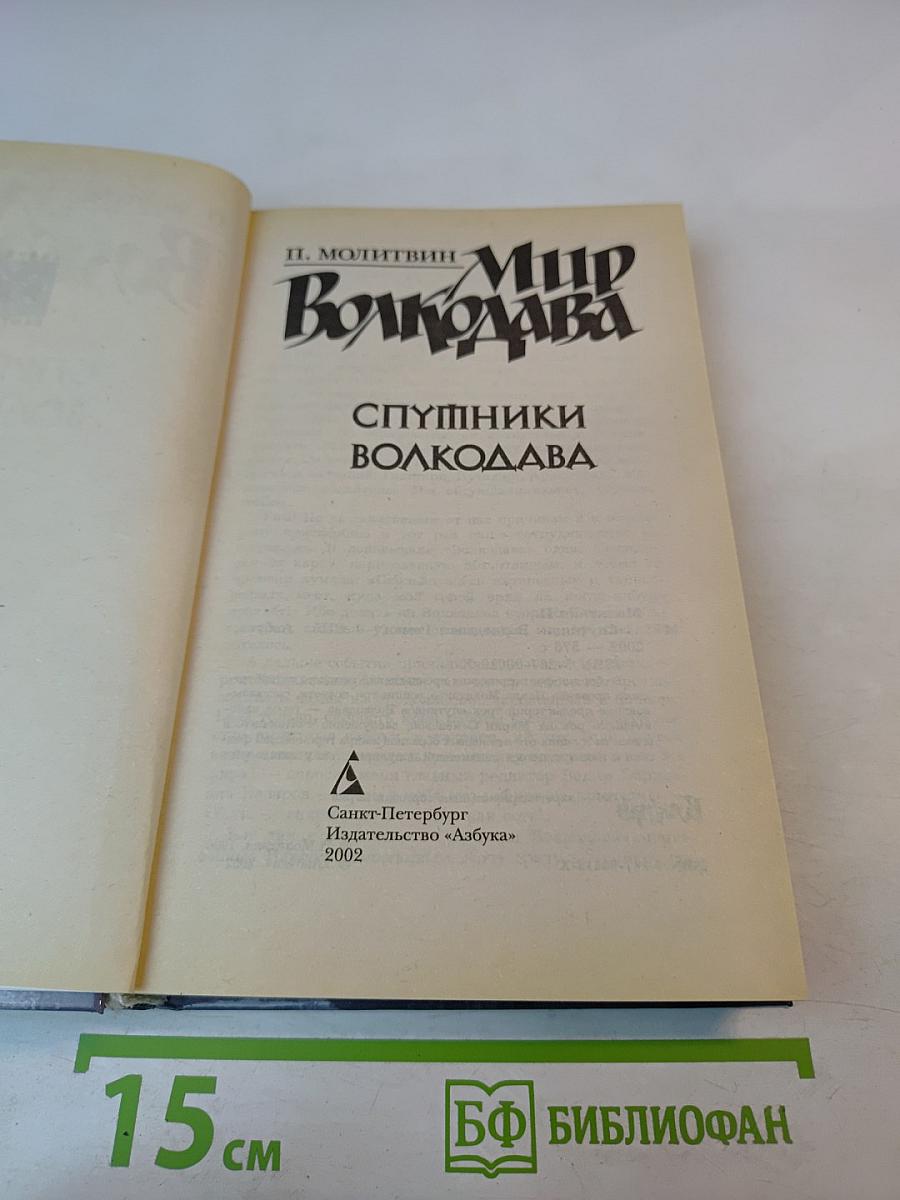 П. МОЛИТВИН
Мир
Волкодава
СПУТНИКИ
ВОЛКОДАВА
Санкт-Петербург
Издательство «Азбука»
2002
15 см
БФ БИБЛИОФАН